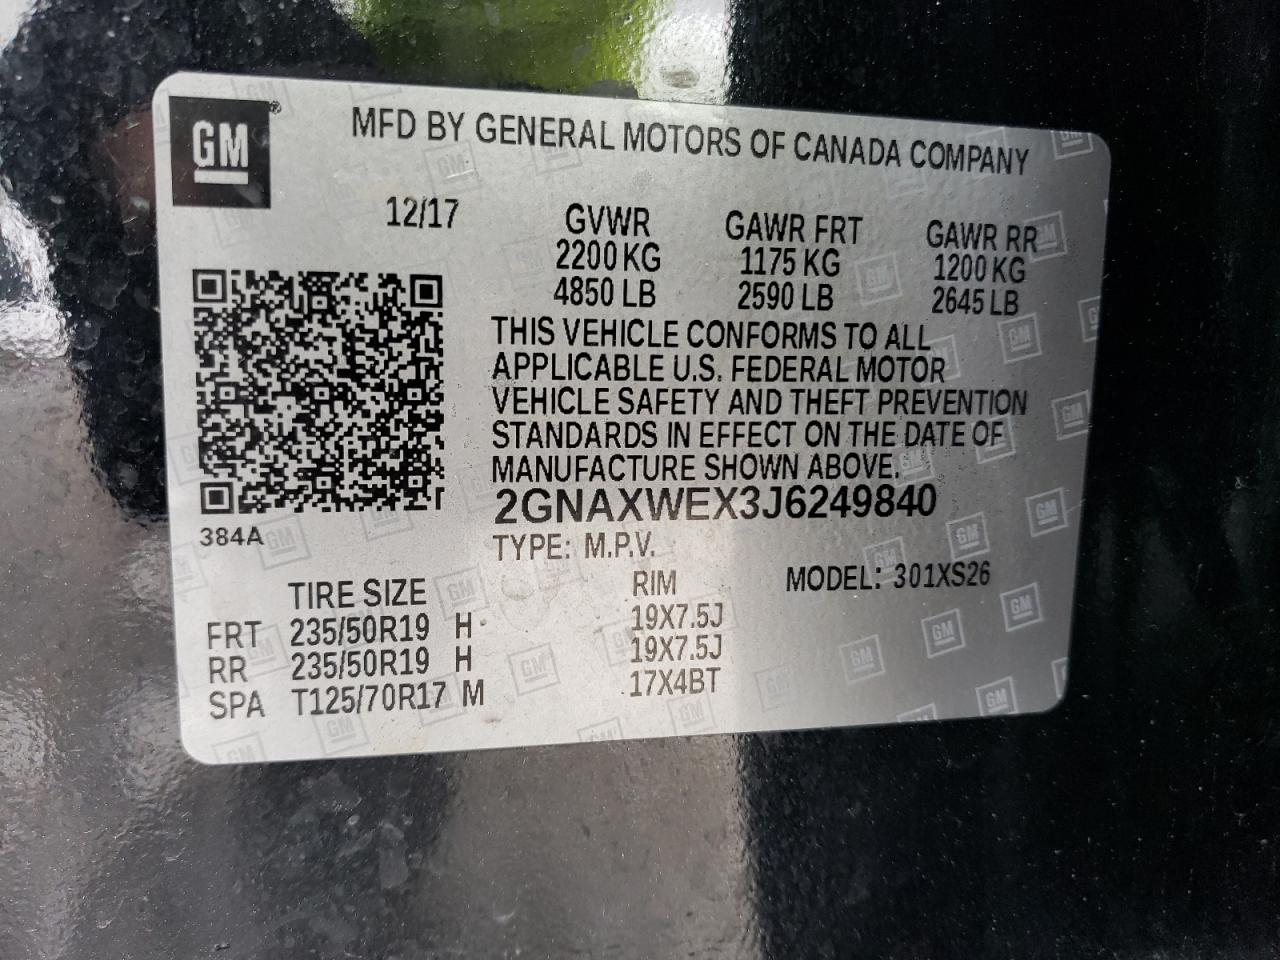 GM
MFD BY GENERAL MOTORS OF CANADA COMPANY
12/17 GVWR GAWR FRT GAWR RR
2200 KG 1175 KG 1200 KG
4850 LB 2590 LB 2645 LB
THIS VEHICLE CONFORMS TO ALL
APPLICABLE U.S. FEDERAL MOTOR
VEHICLE SAFETY AND THEFT PREVENTION
STANDARDS IN EFFECT ON THE DATE OF
MANUFACTURE SHOWN ABOVE.
2GNAXWEX3J6249840
384A
TYPE: M.P.V.
MODEL: 301XS26
TIRE SIZE RIM
FRT 235/50R19 H 19X7.5J
RR 235/50R19 H 19X7.5J
SPA T125/70R17 M 17X4BT